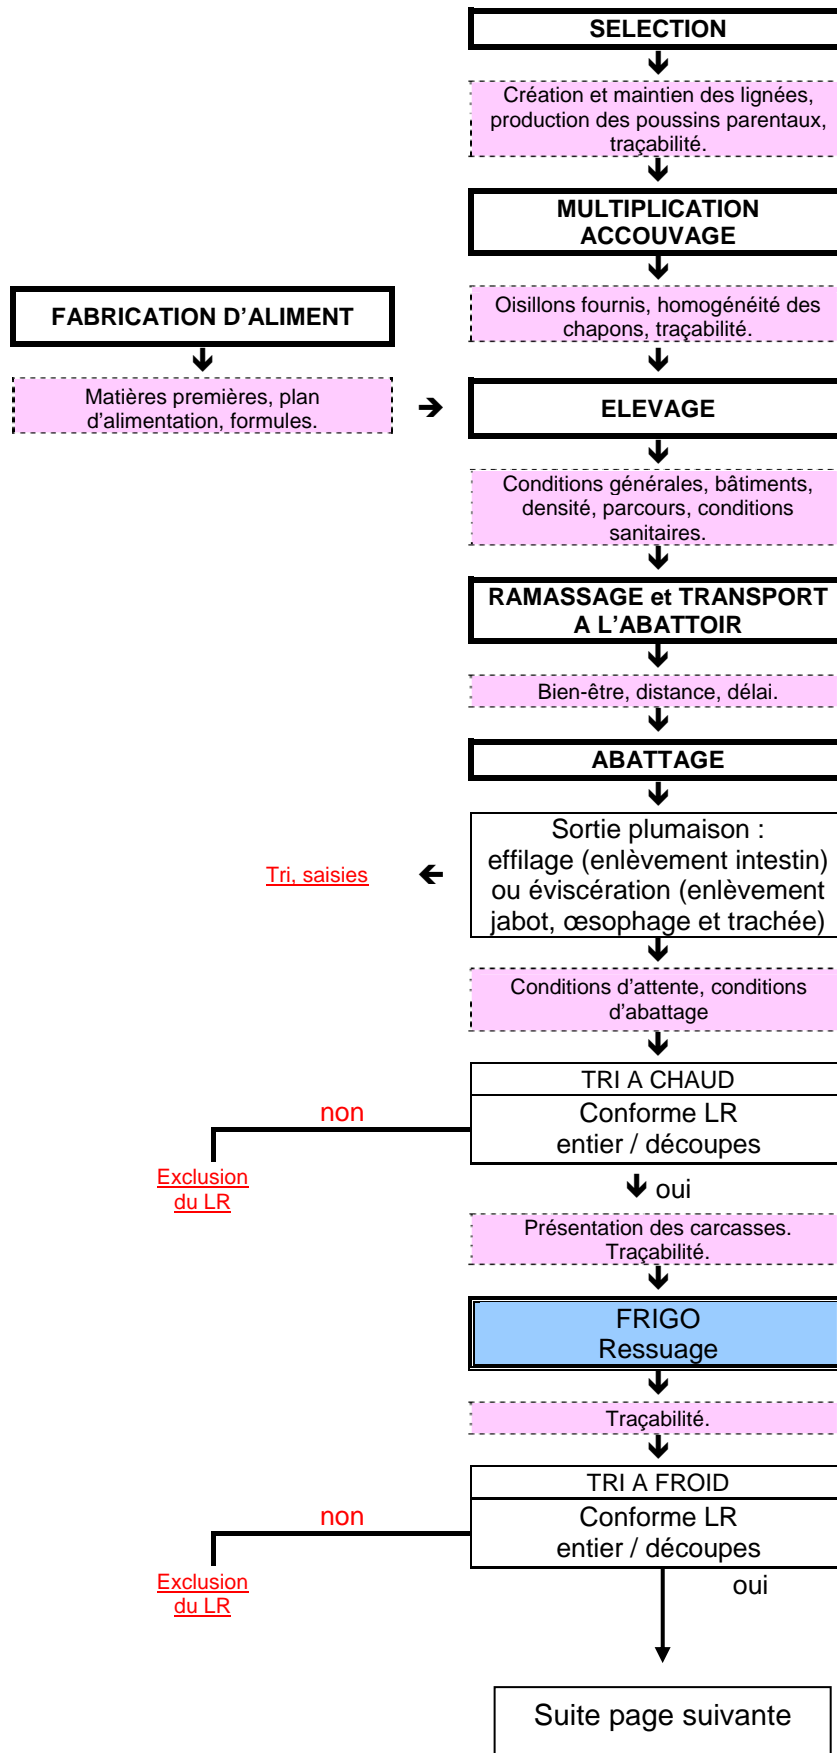 SELECTION
Création et maintien des lignées,
production des poussins parentaux,
traçabilité.
MULTIPLICATION
ACCOUVAGE
FABRICATION D’ALIMENT
Oisillons fournis, homogénéité des
chapons, traçabilité.
Matières premières, plan
d’alimentation, formules.
ELEVAGE
Conditions générales, bâtiments,
densité, parcours, conditions
sanitaires.
RAMASSAGE et TRANSPORT
A L’ABATTOIR
Bien-être, distance, délai.
ABATTAGE
Sortie plumaison :
effilage (enlèvement intestin)
ou éviscération (enlèvement
jabot, œsophage et trachée)
Tri, saisies
Conditions d’attente, conditions
d’abattage
TRI A CHAUD
Conforme LR
entier / découpes
non
Exclusion
du LR
oui
Présentation des carcasses.
Traçabilité.
FRIGO
Ressuage
Traçabilité.
TRI A FROID
Conforme LR
entier / découpes
non
Exclusion
du LR
oui
Suite page suivante